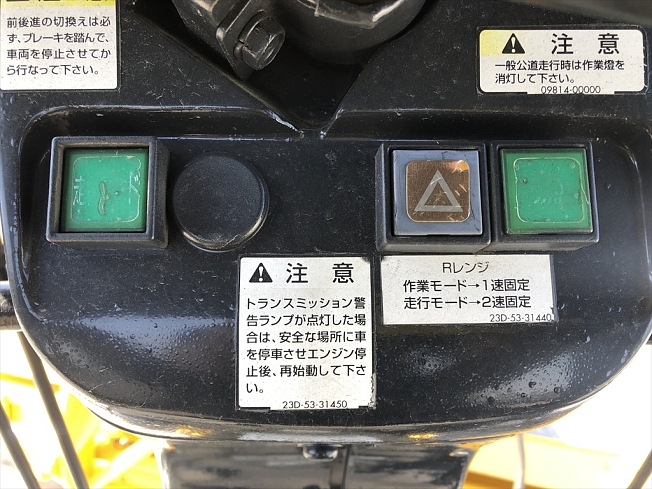 前後進の切換えは必
ず、ブレーキを踏んで、
車両を停止させてか
ら行なって下さい。
注 意
一般公道走行時は作業燈を
消灯して下さい。
09814-00000
走
注 意
トランスミッション警
告ランプが点灯した場
合は、安全な場所に車
を停車させエンジン停
止後、再始動して下さ
い。
23D-53-31450
Rレンジ
作業モード→1速固定
走行モード→2速固定
23D-53-31440